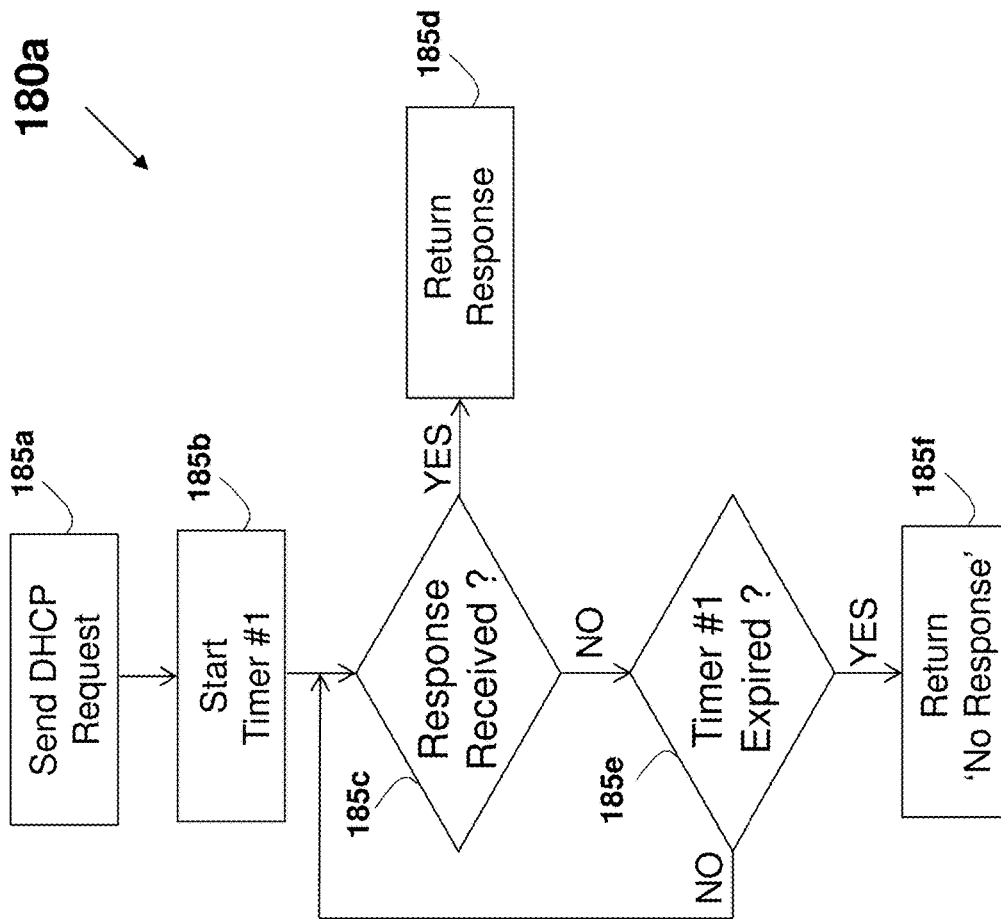 180a
185a
Send DHCP
Request
185b
Start
Timer #1
185c
Response
Received ?
YES
185d
Return
Response
NO
185e
Timer #1
Expired ?
NO
YES
185f
Return
‘No Response’